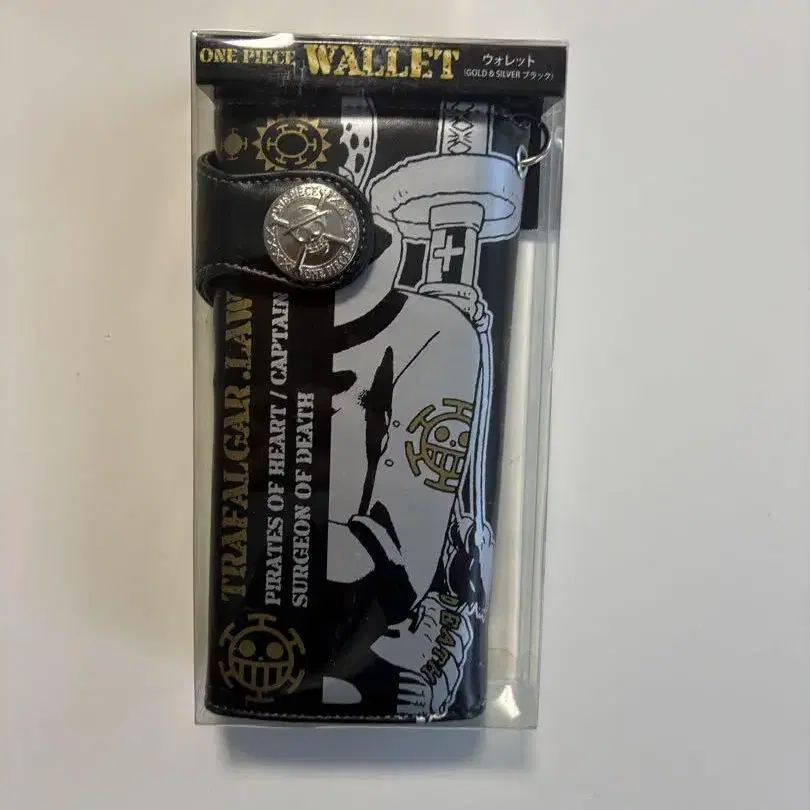 ONE PIECE WALLET
ウォレット
(GOLD & SILVER ブラック)
TRAFALGAR.LAW
PIRATES OF HEART / CAPTAIN
SURGEON OF DEATH
DEATH